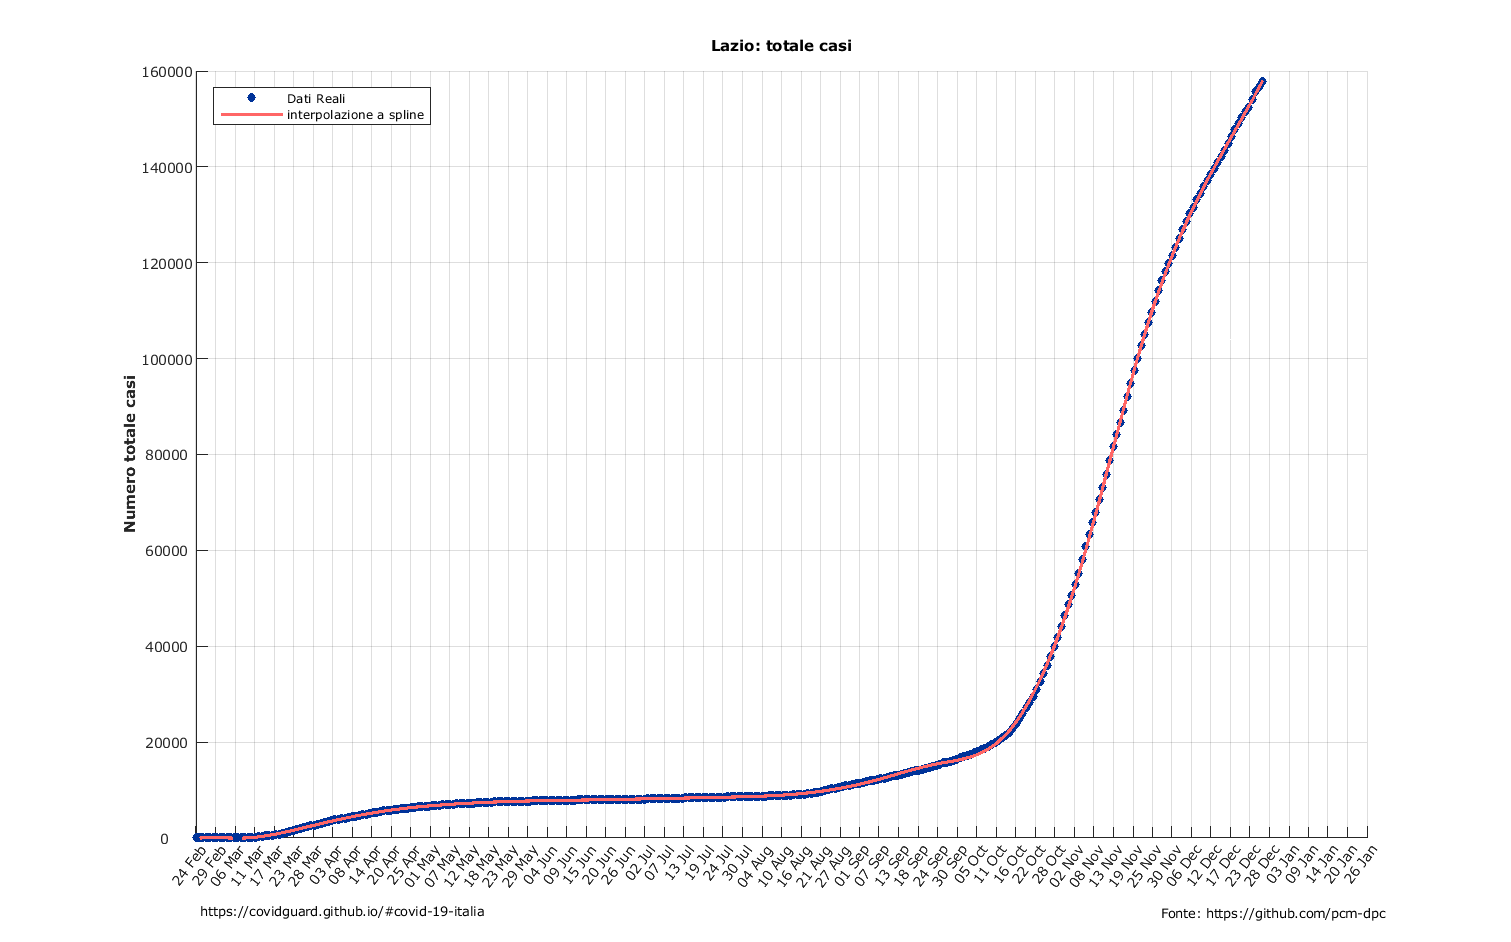 Lazio: totale casi
160000
140000
120000
100000
80000
60000
40000
20000
0
Numero totale casi
Dati Reali
interpolazione a spline
24 Feb
29 Feb
06 Mar
11 Mar
17 Mar
23 Mar
28 Mar
03 Apr
08 Apr
14 Apr
20 Apr
25 Apr
01 May
07 May
12 May
18 May
23 May
29 May
04 Jun
09 Jun
15 Jun
20 Jun
26 Jun
02 Jul
07 Jul
13 Jul
19 Jul
24 Jul
30 Jul
04 Aug
10 Aug
16 Aug
21 Aug
27 Aug
01 Sep
07 Sep
13 Sep
18 Sep
24 Sep
30 Sep
05 Oct
11 Oct
16 Oct
22 Oct
28 Oct
02 Nov
08 Nov
13 Nov
19 Nov
25 Nov
30 Nov
06 Dec
12 Dec
17 Dec
23 Dec
28 Dec
03 Jan
09 Jan
14 Jan
20 Jan
26 Jan
https://covidguard.github.io/#covid-19-italia
Fonte: https://github.com/pcm-dpc